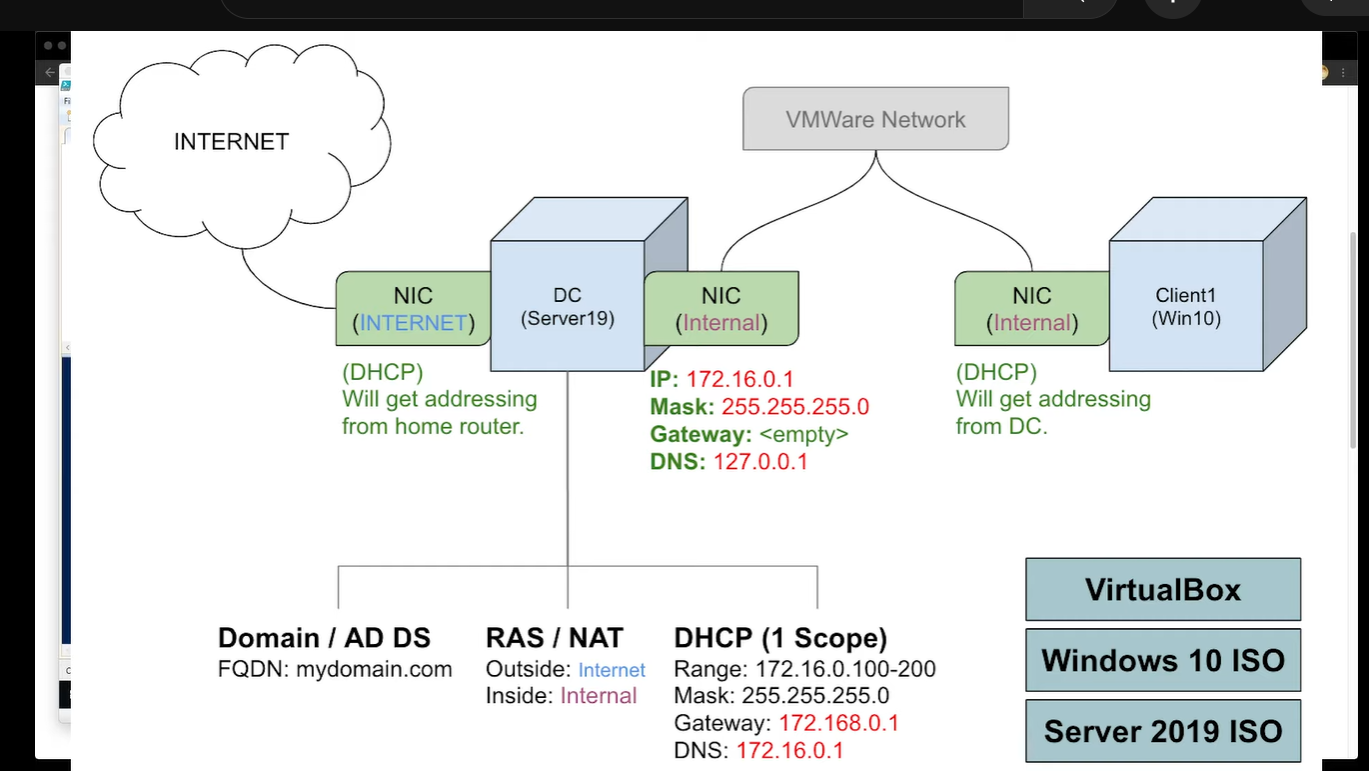 INTERNET
VMWare Network
NIC
(INTERNET)
DC
(Server19)
NIC
(Internal)
NIC
(Internal)
Client1
(Win10)
(DHCP)
Will get addressing
from home router.
IP: 172.16.0.1
Mask: 255.255.255.0
Gateway: <empty>
DNS: 127.0.0.1
(DHCP)
Will get addressing
from DC.
Domain / AD DS
FQDN: mydomain.com
RAS / NAT
Outside: Internet
Inside: Internal
DHCP (1 Scope)
Range: 172.16.0.100-200
Mask: 255.255.255.0
Gateway: 172.168.0.1
DNS: 172.16.0.1
VirtualBox
Windows 10 ISO
Server 2019 ISO